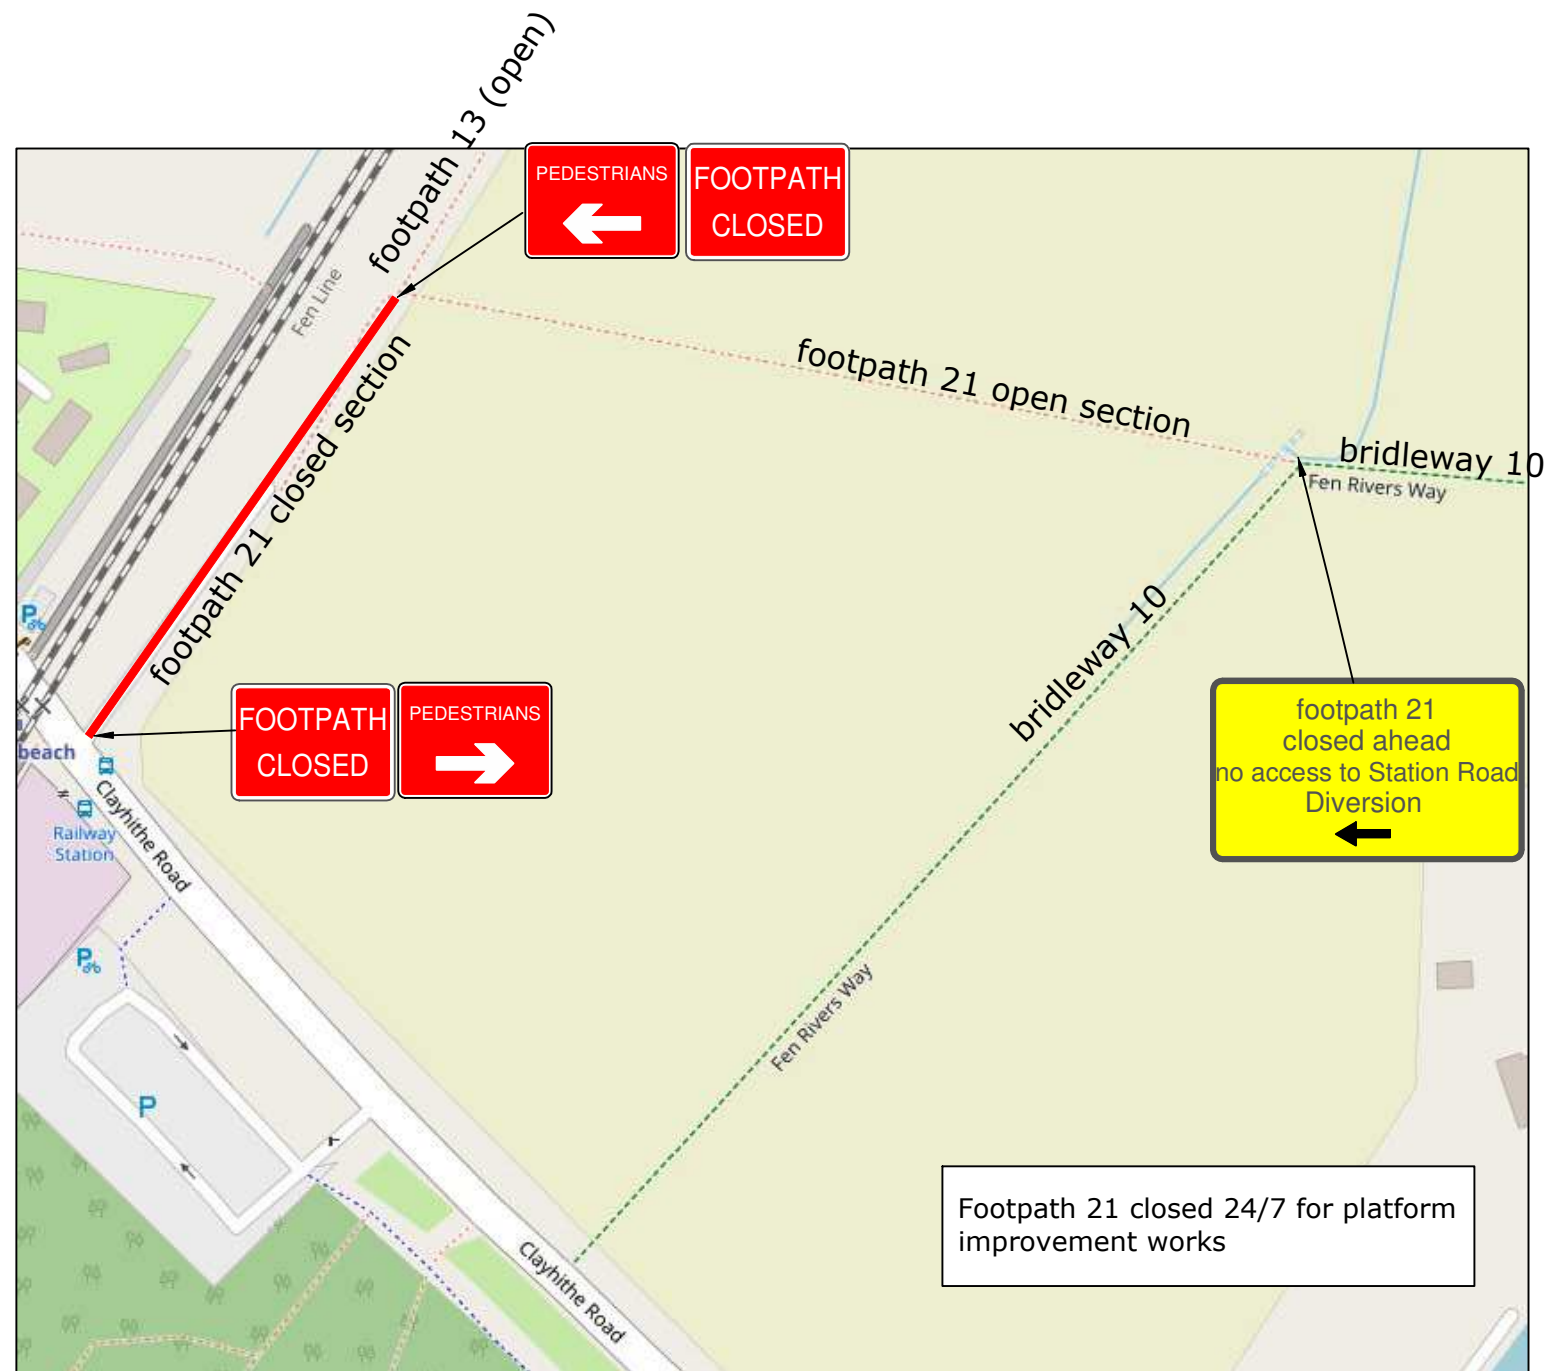 footpath 13 (open)
PEDESTRIANS
FOOTPATH
CLOSED
Fen Line
footpath 21 open section
footpath 21 closed section
bridleway 10
Fen Rivers Way
bridleway 10
P
FOOTPATH
CLOSED
PEDESTRIANS
footpath 21
closed ahead
no access to Station Road
Diversion
beach
Railway
Station
Clayhithe Road
P
Fen Rivers Way
P
Footpath 21 closed 24/7 for platform
improvement works
Clayhithe Road